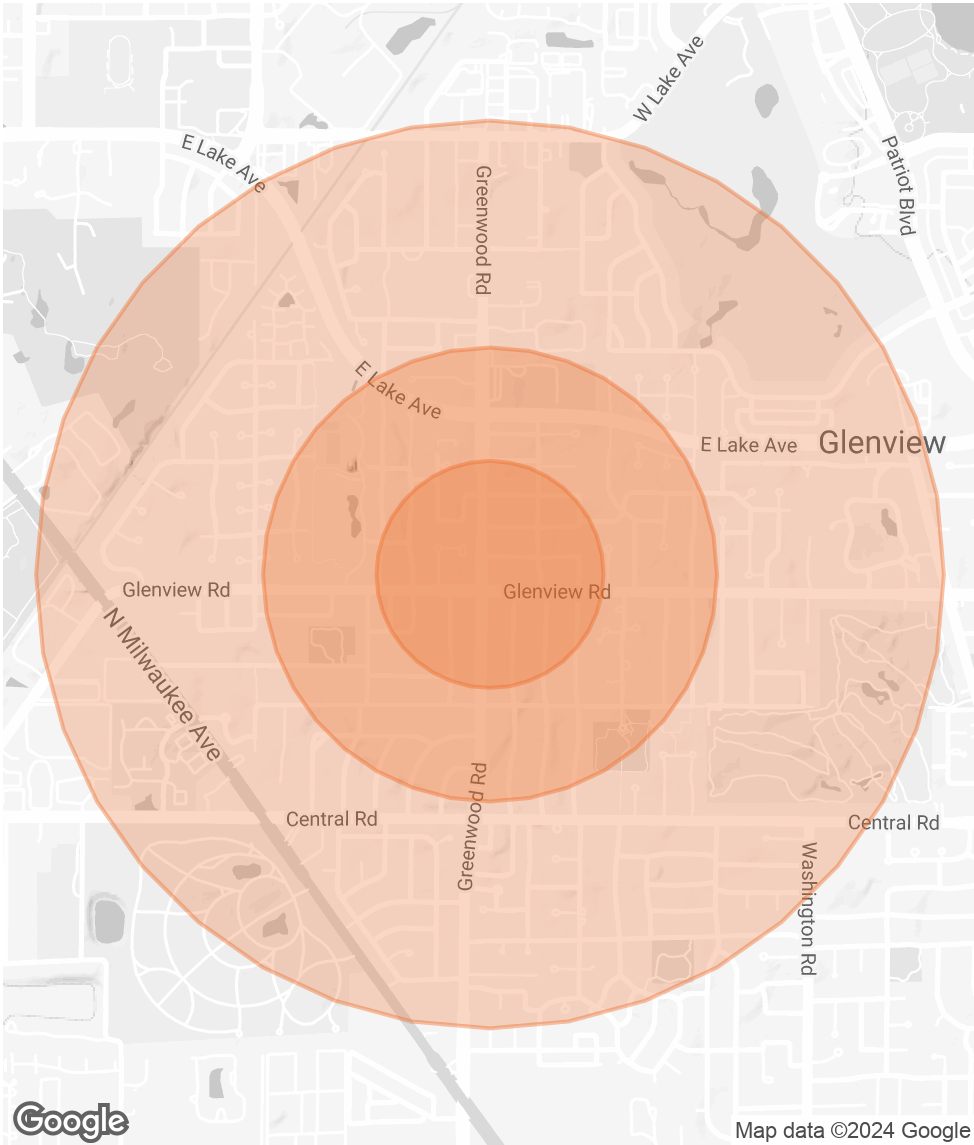 W Lake Ave
E Lake Ave
Patriot Blvd
Greenwood Rd
E Lake Ave
E Lake Ave
Glenview
Glenview Rd
Glenview Rd
N Milwaukee Ave
Greenwood Rd
Central Rd
Central Rd
Washington Rd
Google
Map data ©2024 Google